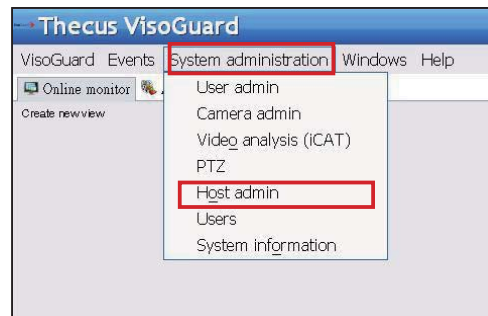 Thecus VisoGuard
VisoGuard Events System administration Windows Help
Online monitor
Create new view
User admin
Camera admin
Video analysis (iCAT)
PTZ
Host admin
Users
System information